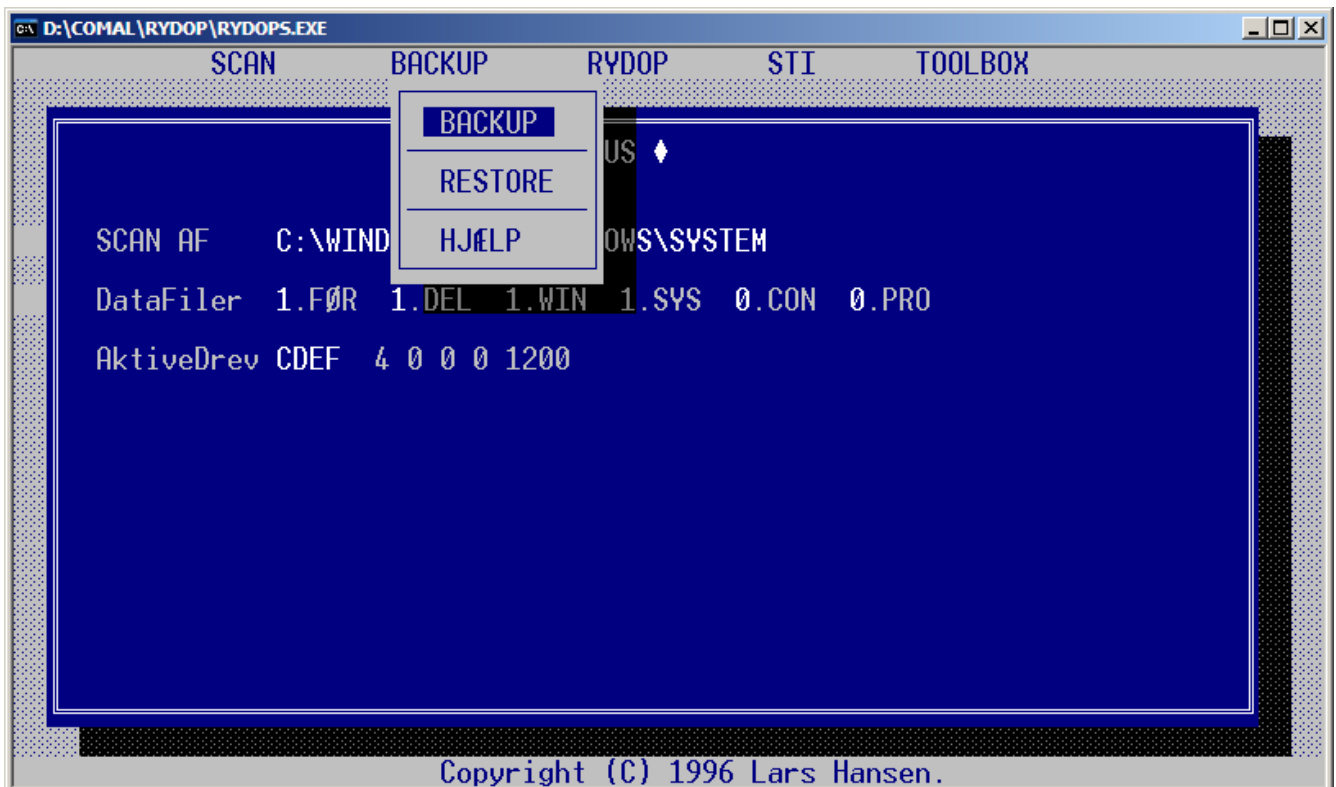 D:\COMAL\RYDOP\RYDOPS.EXE
SCAN BACKUP RYDOP STI TOOLBOX
BACKUP
US ♦
RESTORE
SCAN AF C:\WIND HJÆLP OWS\SYSTEM
DataFiler 1.FØR 1.DEL 1.WIN 1.SYS 0.CON 0.PRO
AktiveDrev CDEF 4 0 0 0 1200
Copyright (C) 1996 Lars Hansen.